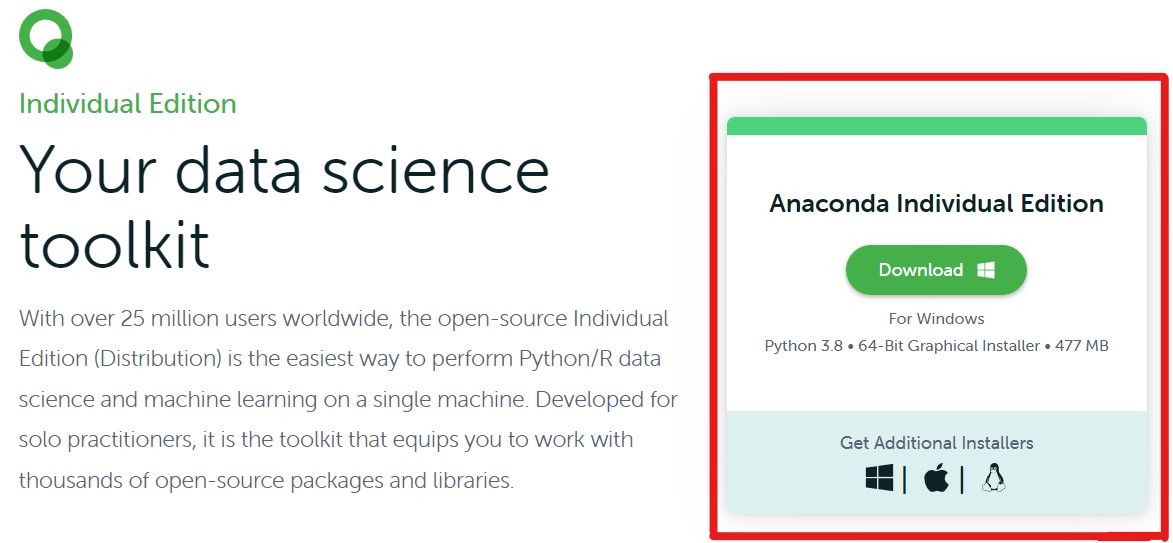 Individual Edition
Your data science
toolkit
With over 25 million users worldwide, the open-source Individual
Edition (Distribution) is the easiest way to perform Python/R data
science and machine learning on a single machine. Developed for
solo practitioners, it is the toolkit that equips you to work with
thousands of open-source packages and libraries.
Anaconda Individual Edition
Download
For Windows
Python 3.8 • 64-Bit Graphical Installer • 477 MB
Get Additional Installers
| |